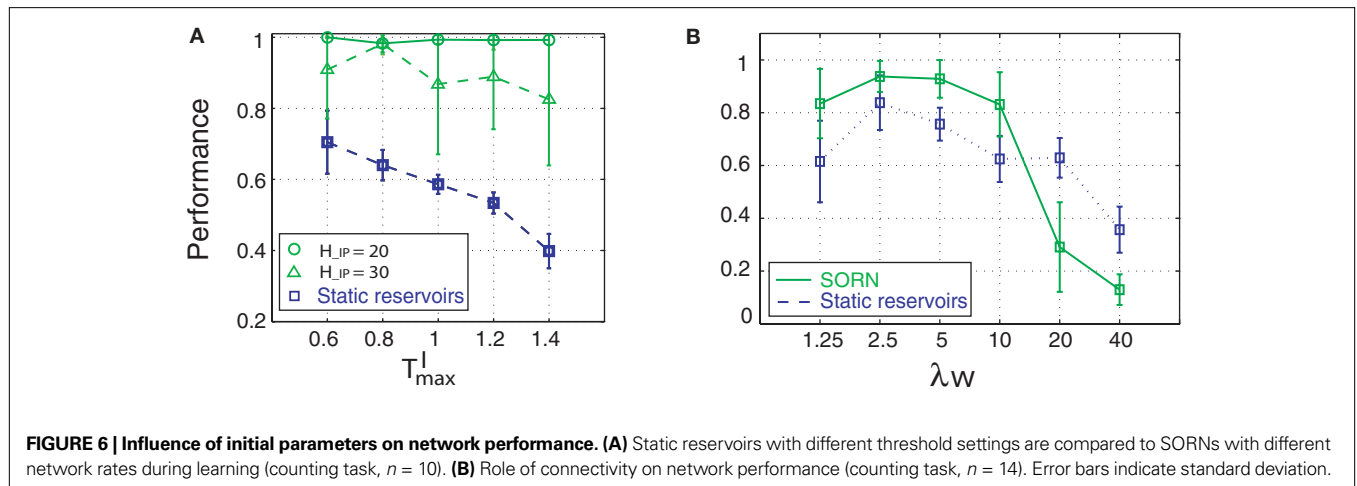 A
Performance
1
0.8
0.6
0.4
0.2
0.6 0.8 1 1.2 1.4
T^I_max
H_IP = 20
H_IP = 30
Static reservoirs
B
1
0.8
0.6
0.4
0.2
0
1.25 2.5 5 10 20 40
λw
SORN
Static reservoirs
FIGURE 6 | Influence of initial parameters on network performance. (A) Static reservoirs with different threshold settings are compared to SORNs with different
network rates during learning (counting task, n = 10). (B) Role of connectivity on network performance (counting task, n = 14). Error bars indicate standard deviation.